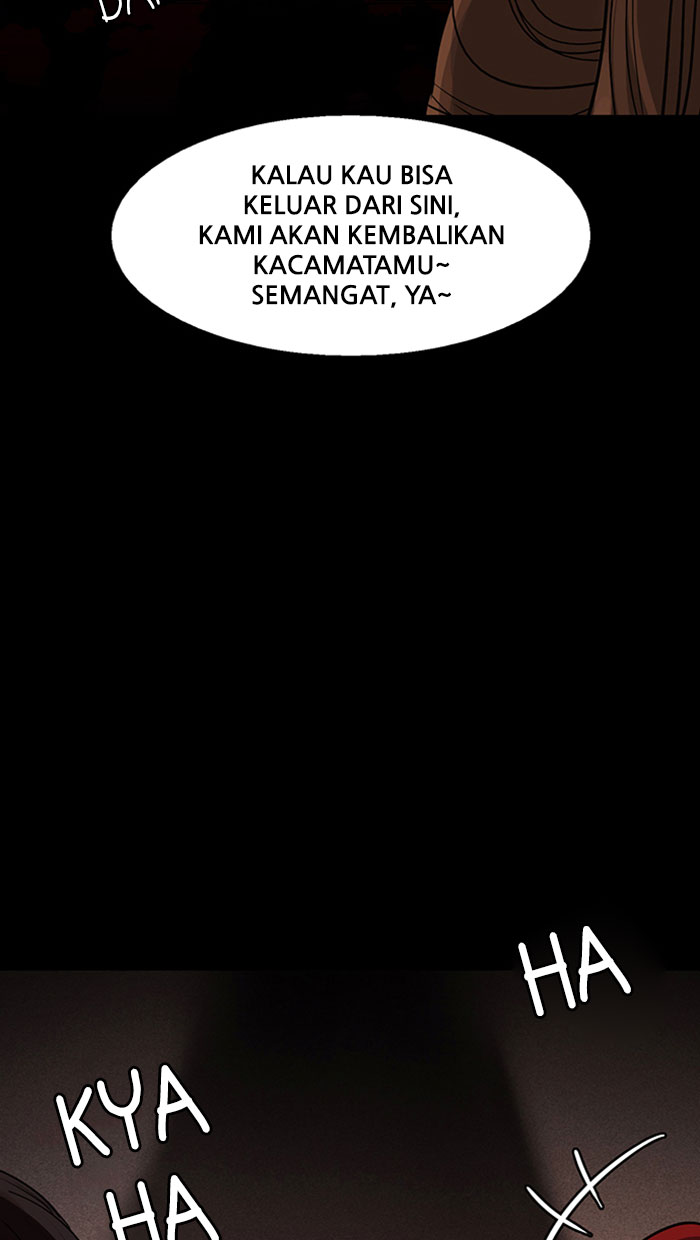 KALAU KAU BISA
KELUAR DARI SINI,
KAMI AKAN KEMBALIKAN
KACAMATAMU~
SEMANGAT, YA~
HA
KYA
HA